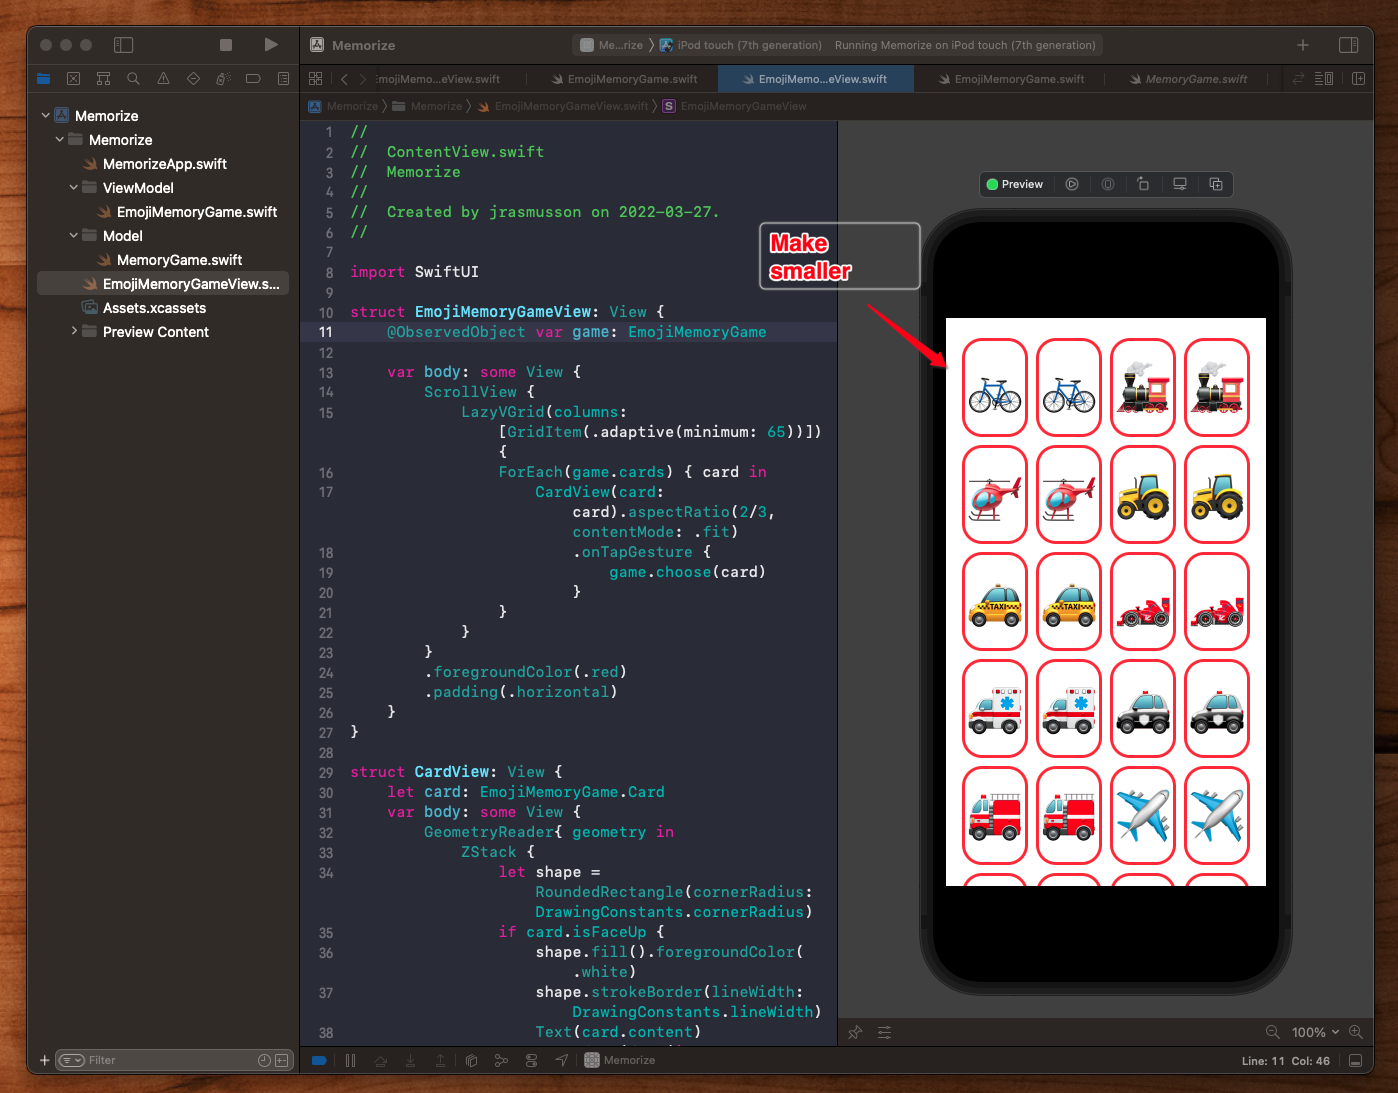 Memorize
Me...rize
iPod touch (7th generation)
Running Memorize on iPod touch (7th generation)
EmojiMemo...eView.swift
EmojiMemoryGame.swift
EmojiMemo...eView.swift
EmojiMemoryGame.swift
MemoryGame.swift
Memorize
Memorize
EmojiMemoryGameView.swift
S
EmojiMemoryGameView
Memorize
Memorize
MemorizeApp.swift
ViewModel
EmojiMemoryGame.swift
Model
MemoryGame.swift
EmojiMemoryGameView.s...
Assets.xcassets
Preview Content
1 //
2 //  ContentView.swift
3 //  Memorize
4 //
5 //  Created by jrasmusson on 2022-03-27.
6 //
7
8 import SwiftUI
9
10 struct EmojiMemoryGameView: View {
11 @ObservedObject var game: EmojiMemoryGame
12
13 var body: some View {
14 ScrollView {
15 LazyVGrid(columns:
[GridItem(.adaptive(minimum: 65))])
{
16 ForEach(game.cards) { card in
17 CardView(card:
card).aspectRatio(2/3,
contentMode: .fit)
18 .onTapGesture {
19 game.choose(card)
20 }
21 }
22 }
23 }
24 .foregroundColor(.red)
25 .padding(.horizontal)
26 }
27 }
28
29 struct CardView: View {
30 let card: EmojiMemoryGame.Card
31 var body: some View {
32 GeometryReader{ geometry in
33 ZStack {
34 let shape =
RoundedRectangle(cornerRadius:
DrawingConstants.cornerRadius)
35 if card.isFaceUp {
36 shape.fill().foregroundColor(
.white)
37 shape.strokeBorder(lineWidth:
DrawingConstants.lineWidth)
38 Text(card.content)
Preview
Make
smaller
TAXI
TAXI
100%
Filter
Memorize
Line: 11 Col: 46